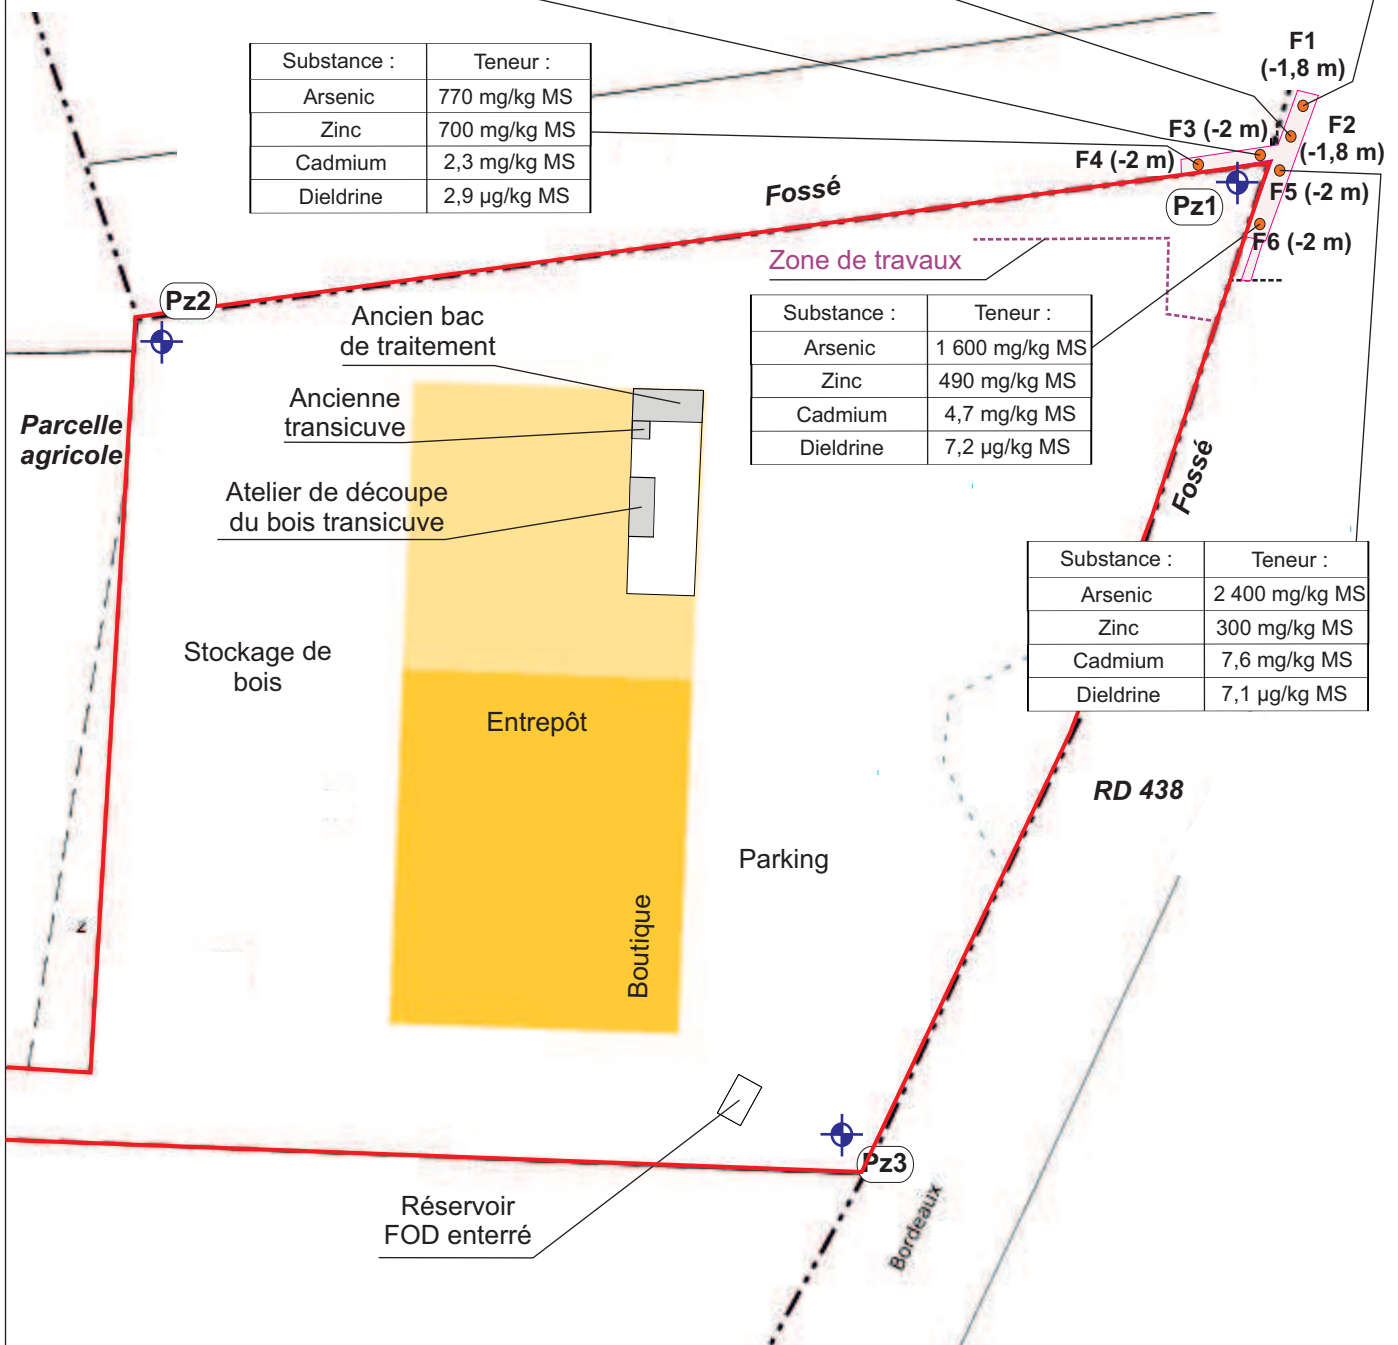 F1
(-1,8 m)
Substance : Teneur :
Arsenic 770 mg/kg MS
Zinc 700 mg/kg MS
Cadmium 2,3 mg/kg MS
Dieldrine 2,9 µg/kg MS
F3 (-2 m)
F2
(-1,8 m)
F4 (-2 m)
Fossé
Pz1
F5 (-2 m)
F6 (-2 m)
Zone de travaux
Pz2
Substance : Teneur :
Arsenic 1 600 mg/kg MS
Zinc 490 mg/kg MS
Cadmium 4,7 mg/kg MS
Dieldrine 7,2 µg/kg MS
Ancien bac
de traitement
Ancienne
transicuve
Parcelle
agricole
Atelier de découpe
du bois transicuve
Fossé
Substance : Teneur :
Arsenic 2 400 mg/kg MS
Zinc 300 mg/kg MS
Cadmium 7,6 mg/kg MS
Dieldrine 7,1 µg/kg MS
Stockage de
bois
Entrepôt
RD 438
Parking
Boutique
z
Pz3
Réservoir
FOD enterré
Bordeaux